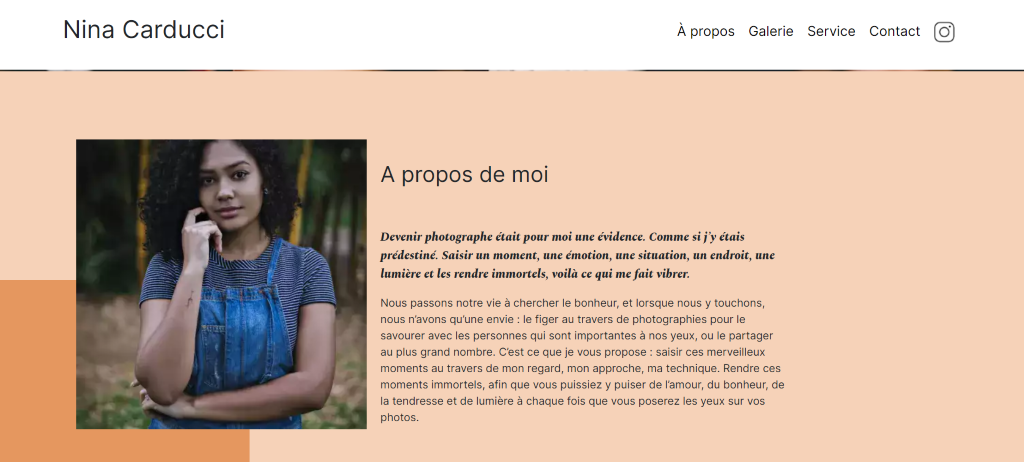 Nina Carducci
À propos Galerie Service Contact
A propos de moi
Devenir photographe était pour moi une évidence. Comme si j'y étais
prédestiné. Saisir un moment, une émotion, une situation, un endroit, une
lumière et les rendre immortels, voilà ce qui me fait vibrer.
Nous passons notre vie à chercher le bonheur, et lorsque nous y touchons,
nous n'avons qu'une envie : le figer au travers de photographies pour le
savourer avec les personnes qui sont importantes à nos yeux, ou le partager
au plus grand nombre. C'est ce que je vous propose : saisir ces merveilleux
moments au travers de mon regard, mon approche, ma technique. Rendre ces
moments immortels, afin que vous puissiez y puiser de l'amour, du bonheur, de
la tendresse et de lumière à chaque fois que vous poserez les yeux sur vos
photos.